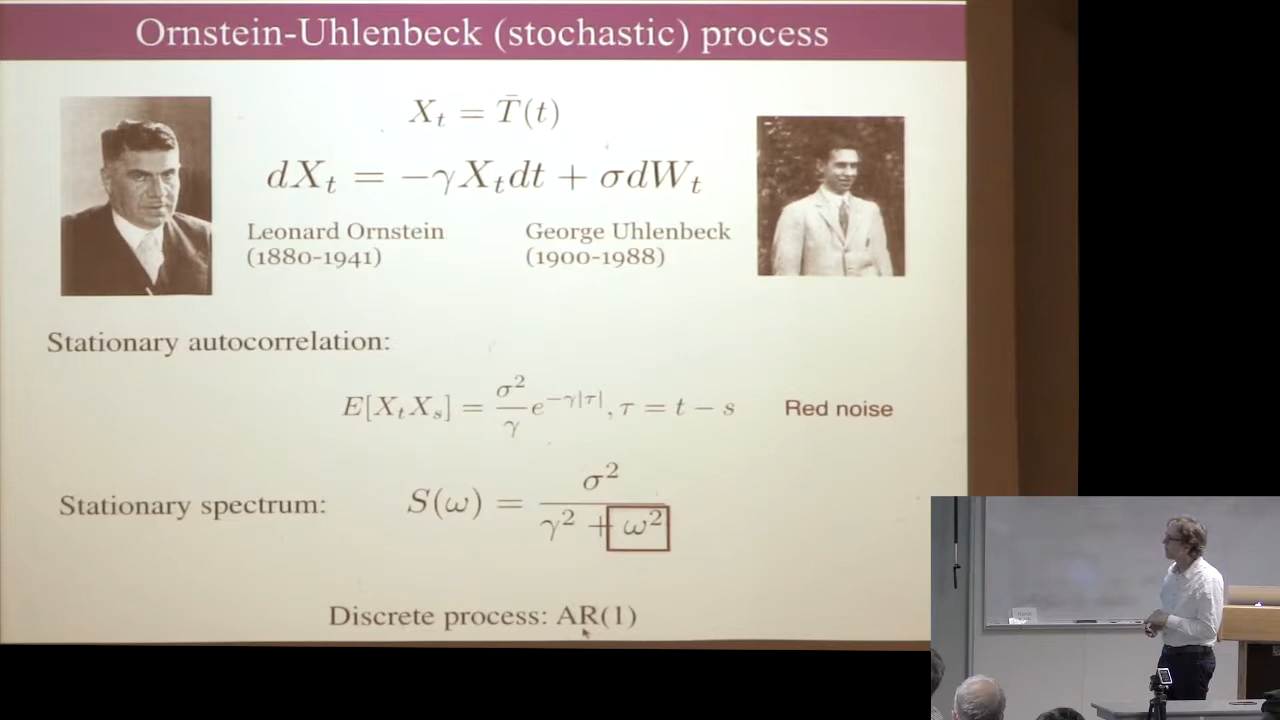 Ornstein-Uhlenbeck (stochastic) process
X_t = T̄(t)
dX_t = −γX_t dt + σdW_t
Leonard Ornstein
(1880-1941)
George Uhlenbeck
(1900-1988)
Stationary autocorrelation:
E[X_t X_s] = σ²/γ e^{−γ|τ|}, τ = t − s
Red noise
Stationary spectrum:
S(ω) = σ²/(γ² + ω²)
Discrete process: AR(1)